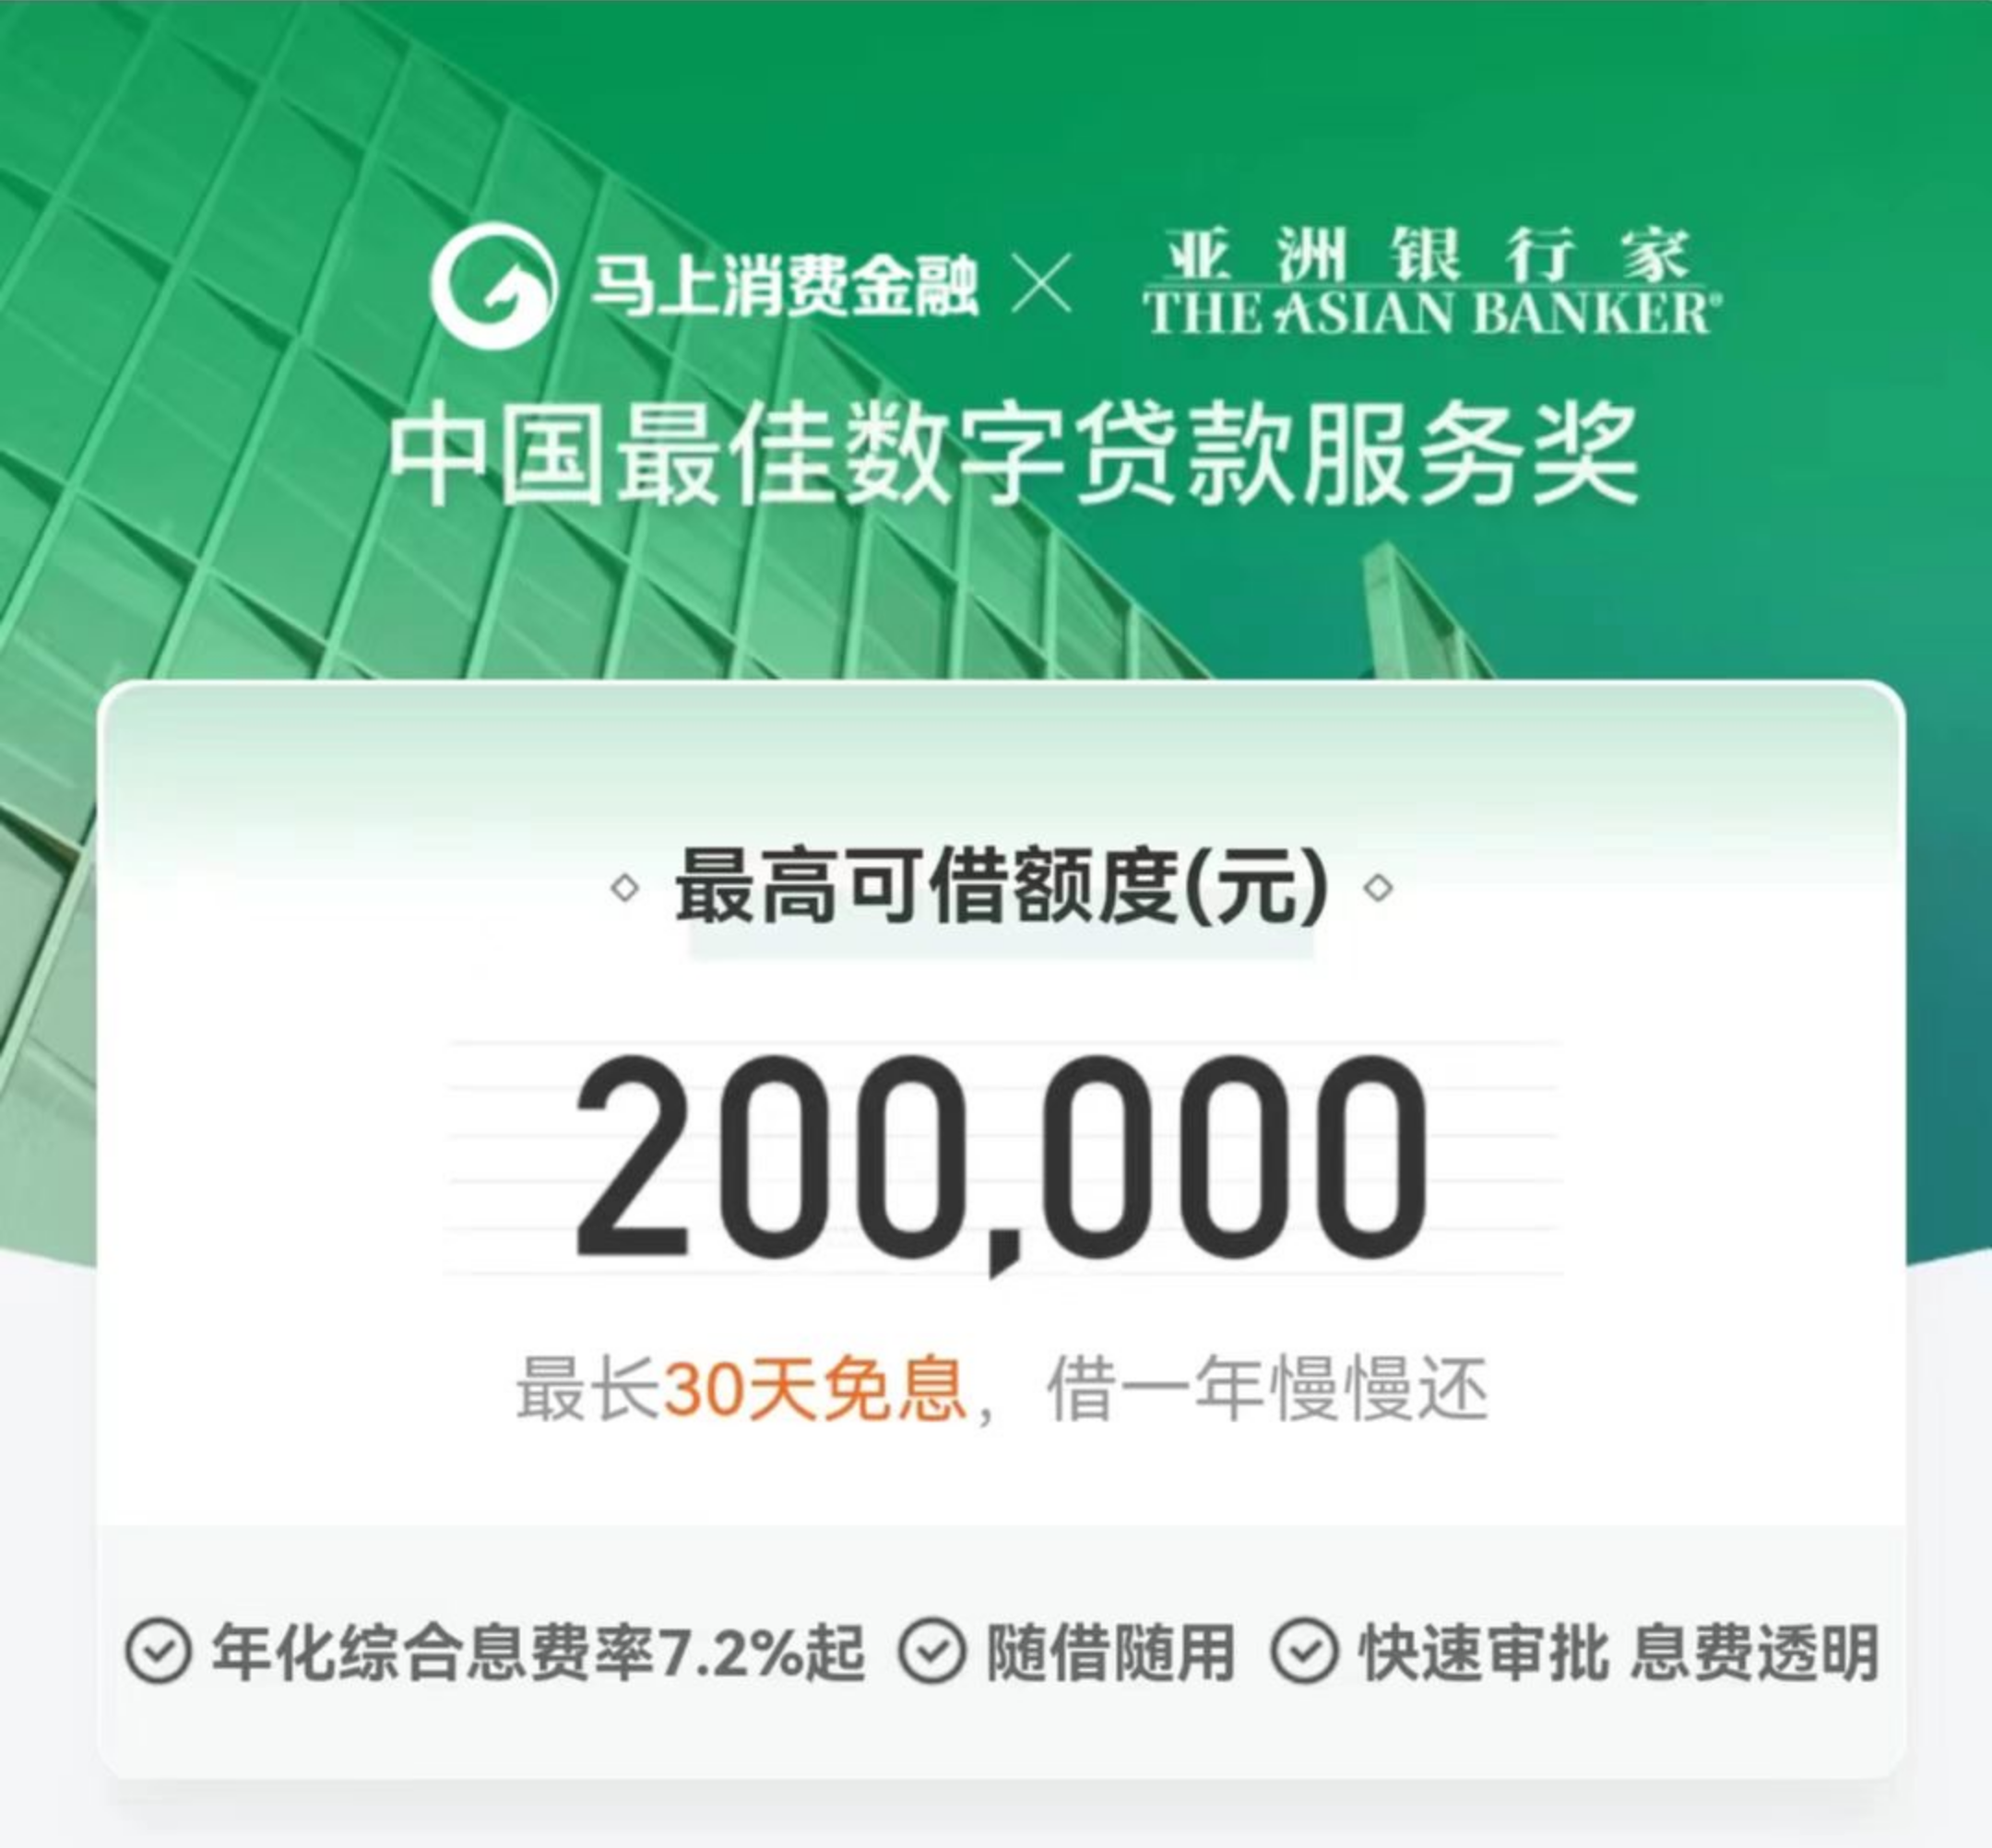 马上消费金融 × 亚洲银行家
THE ASIAN BANKER®
中国最佳数字贷款服务奖
最高可借额度(元)
200,000
最长30天免息，借一年慢慢还
年化综合息费率7.2%起 随借随用 快速审批 息费透明